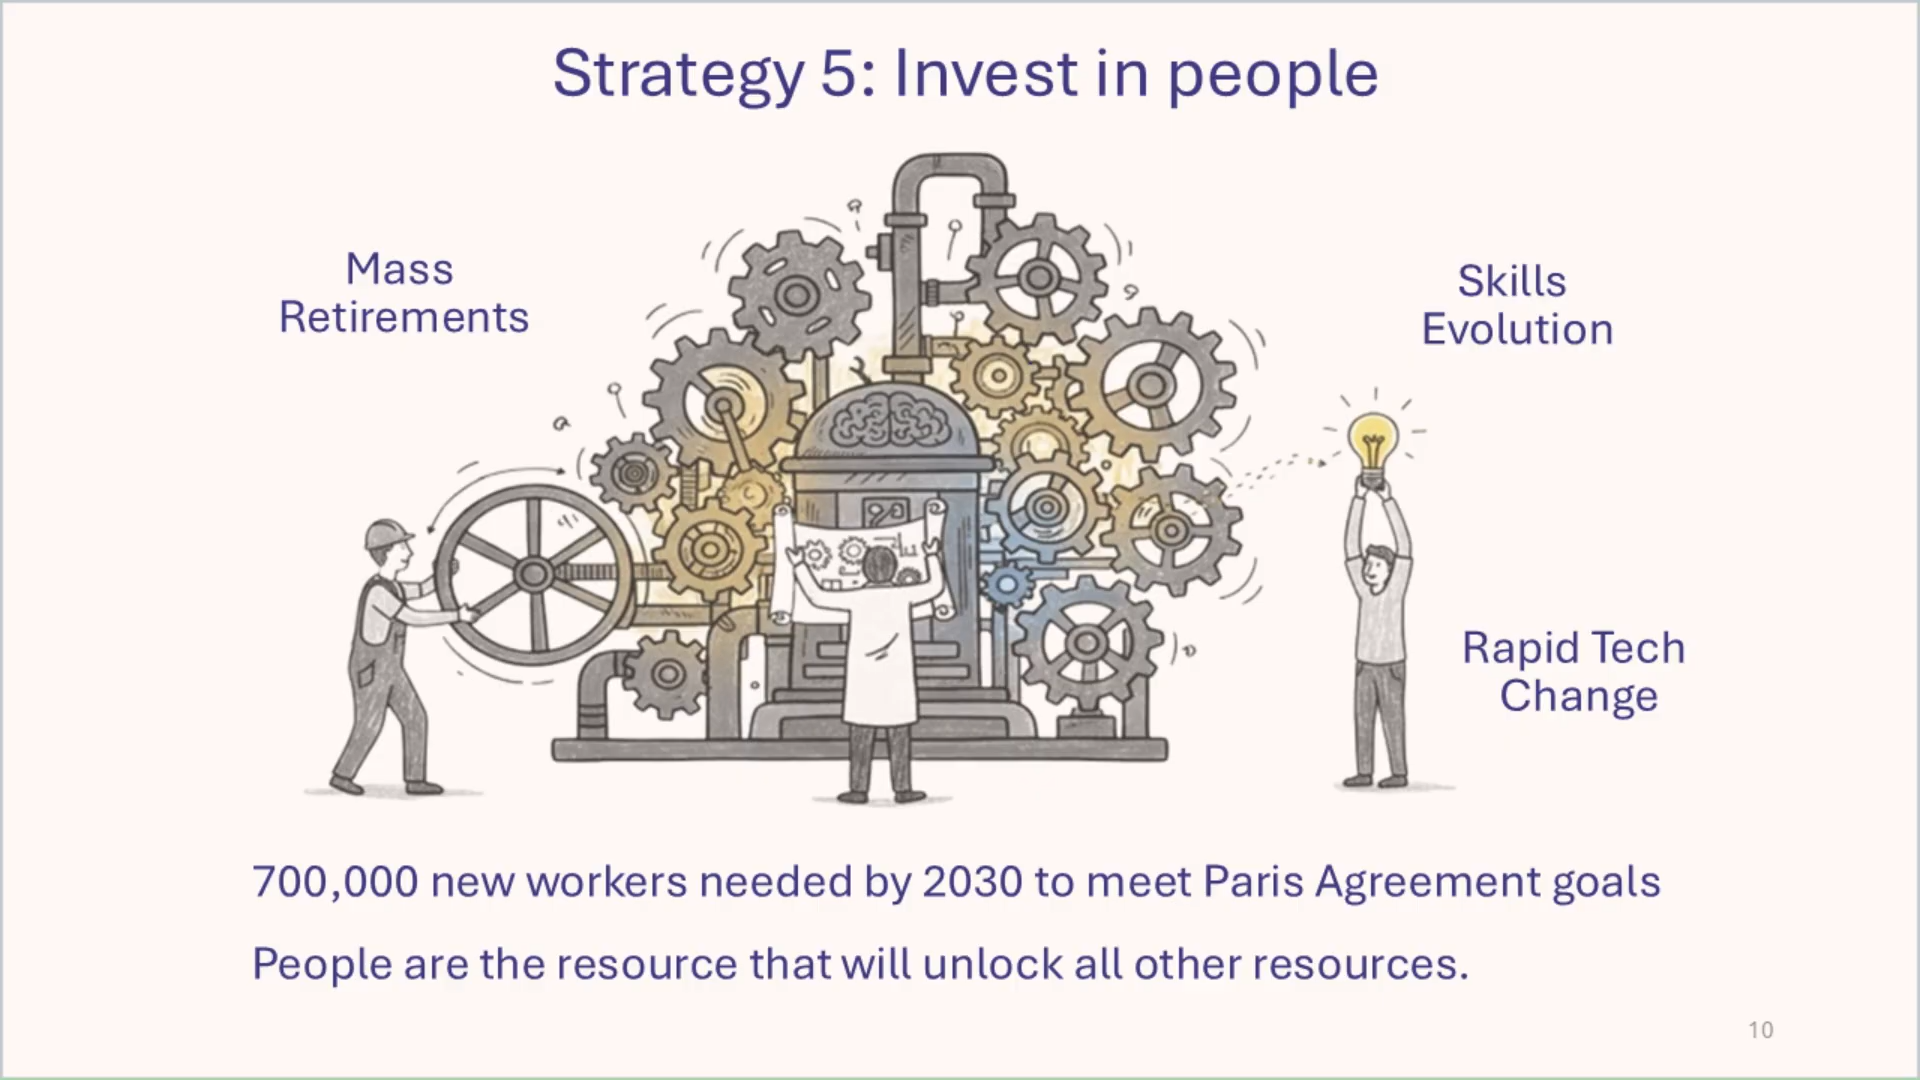 Strategy 5: Invest in people
Mass
Retirements
Skills
Evolution
Rapid Tech
Change
700,000 new workers needed by 2030 to meet Paris Agreement goals
People are the resource that will unlock all other resources.
10